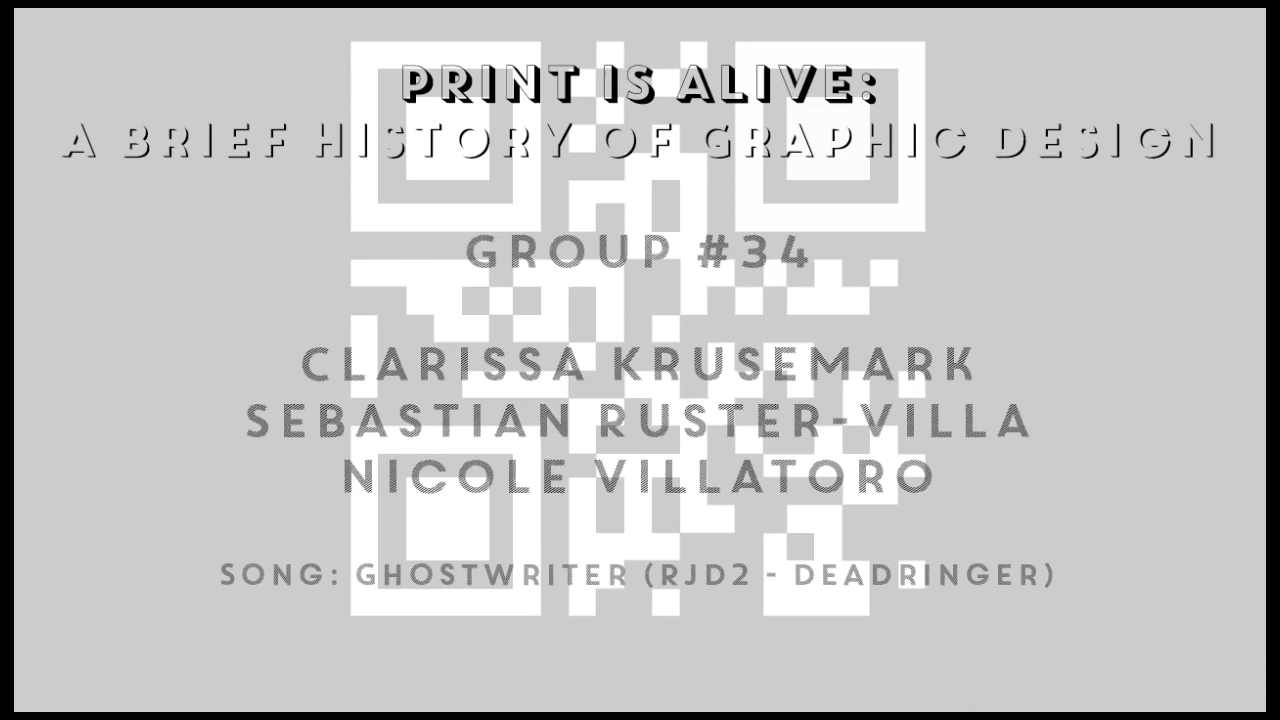 PRINT IS ALIVE:
A BRIEF HISTORY OF GRAPHIC DESIGN
GROUP #34
CLARISSA KRUSEMARK
SEBASTIAN RUSTER-VILLA
NICOLE VILLATORO
SONG: GHOSTWRITER (RJD2 - DEADRINGER)